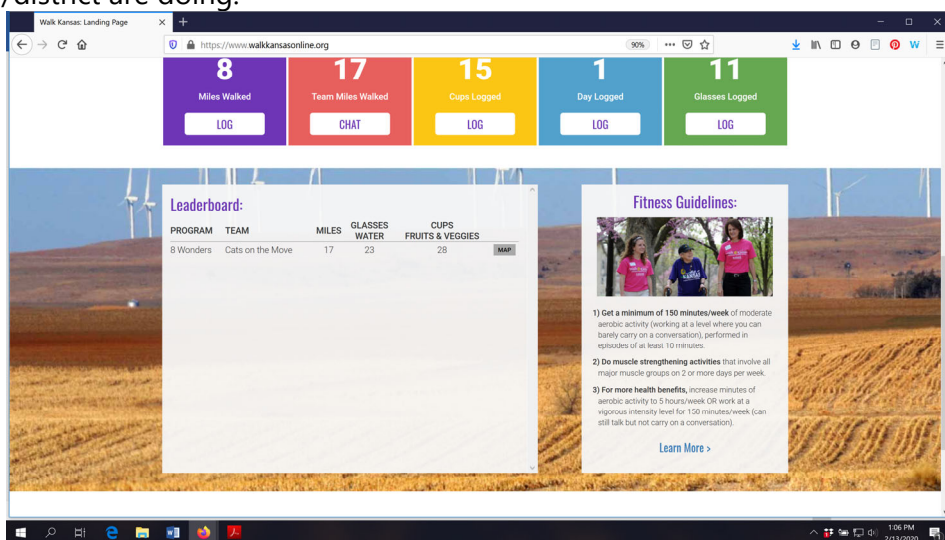 /district are doing.
Walk Kansas: Landing Page
https://www.walkkansasonline.org
90%
8
17
15
1
11
Miles Walked
Team Miles Walked
Cups Logged
Day Logged
Glasses Logged
LOG
CHAT
LOG
LOG
LOG
Leaderboard:
PROGRAM TEAM MILES GLASSES WATER CUPS FRUITS & VEGGIES
8 Wonders Cats on the Move 17 23 28 MAP
Fitness Guidelines:
1) Get a minimum of 150 minutes/week of moderate
aerobic activity (working at a level where you can
barely carry on a conversation), performed in
episodes of at least 10 minutes.
2) Do muscle strengthening activities that involve all
major muscle groups on 2 or more days per week.
3) For more health benefits, increase minutes of
aerobic activity to 5 hours/week OR work at a
vigorous intensity level for 150 minutes/week (can
still talk but not carry on a conversation).
Learn More >
1:06 PM
2/13/2020